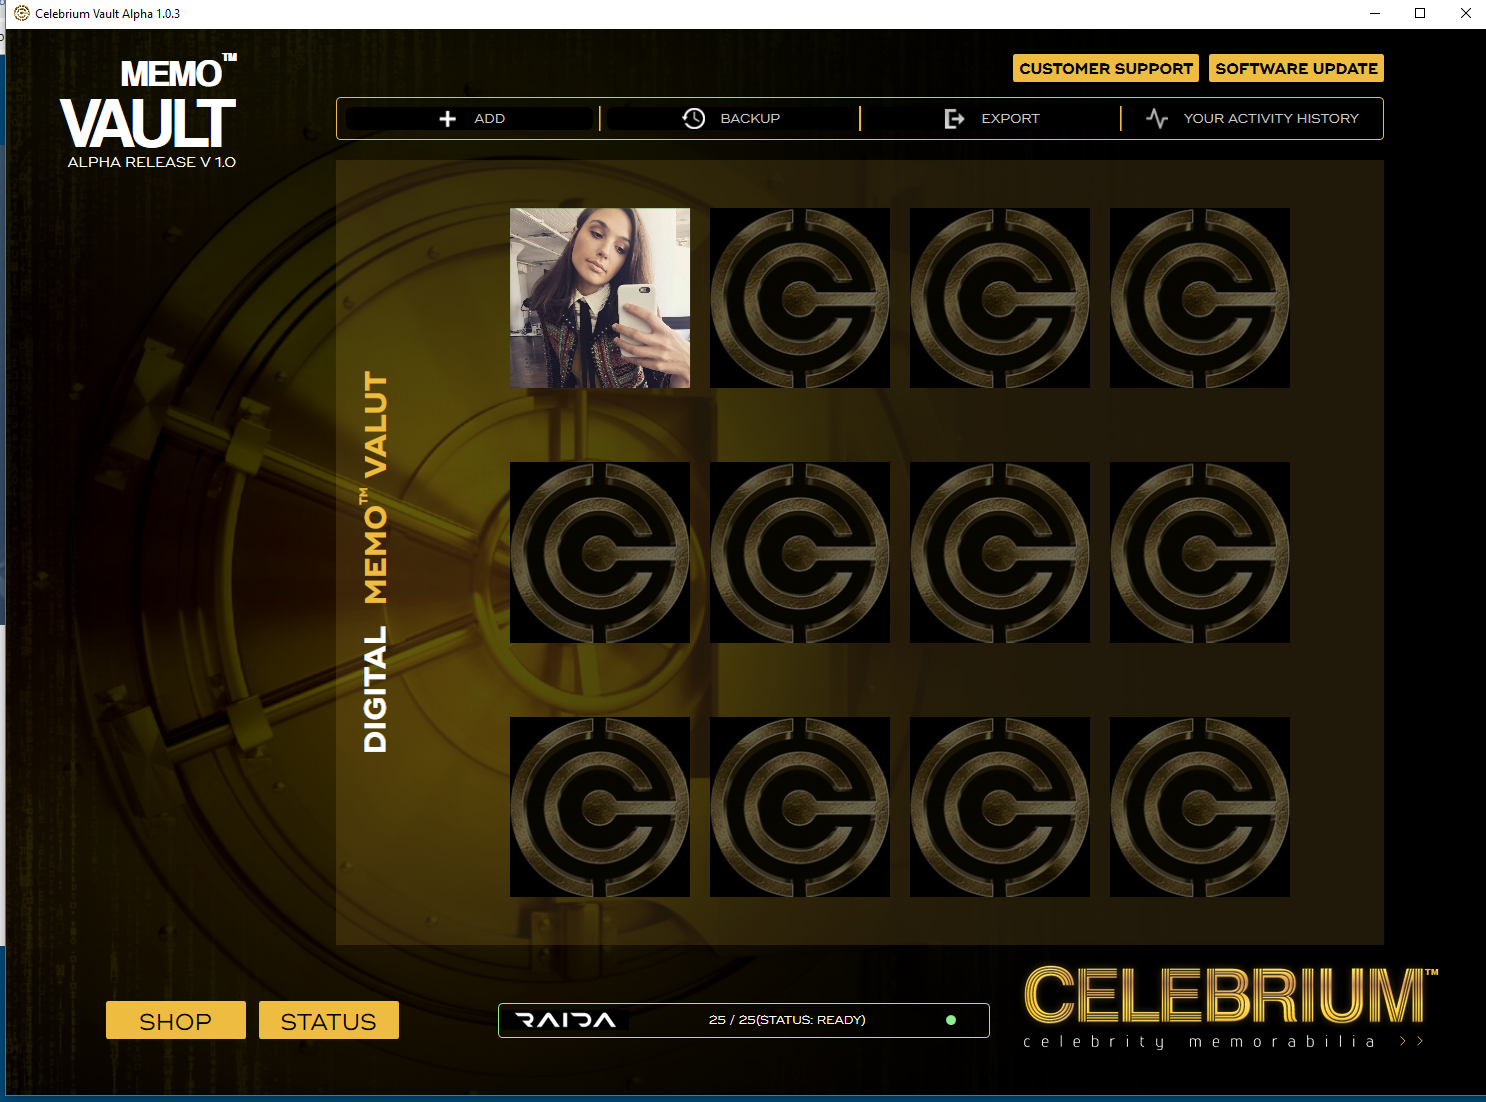 Celebrium Vault Alpha 1.0.3
MEMO™
VAULT
ALPHA RELEASE V 1.0
CUSTOMER SUPPORT
SOFTWARE UPDATE
ADD
BACKUP
EXPORT
YOUR ACTIVITY HISTORY
DIGITAL MEMO™ VALUT
SHOP
STATUS
RAIDA
25 / 25(STATUS: READY)
CELEBRIUM™
celebrity memorabilia >>